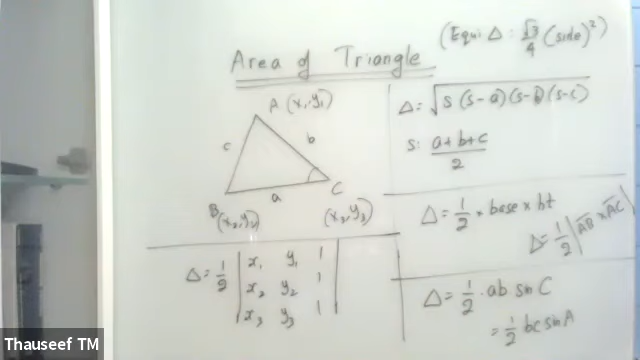 Area of Triangle
(Equi Δ : √3/4 (side)²)
A (x₁, y₁)
c
b
a
B (x₂, y₂)
C (x₃, y₃)
Δ = 1/2 | x₁ y₁ 1
x₂ y₂ 1
x₃ y₃ 1 |
Δ = √S (s-a)(s-b)(s-c)
S: a+b+c/2
Δ = 1/2 × base × ht
Δ = 1/2 |AB × AC|
Δ = 1/2 . ab sin C
= 1/2 bc sin A
Thauseef TM